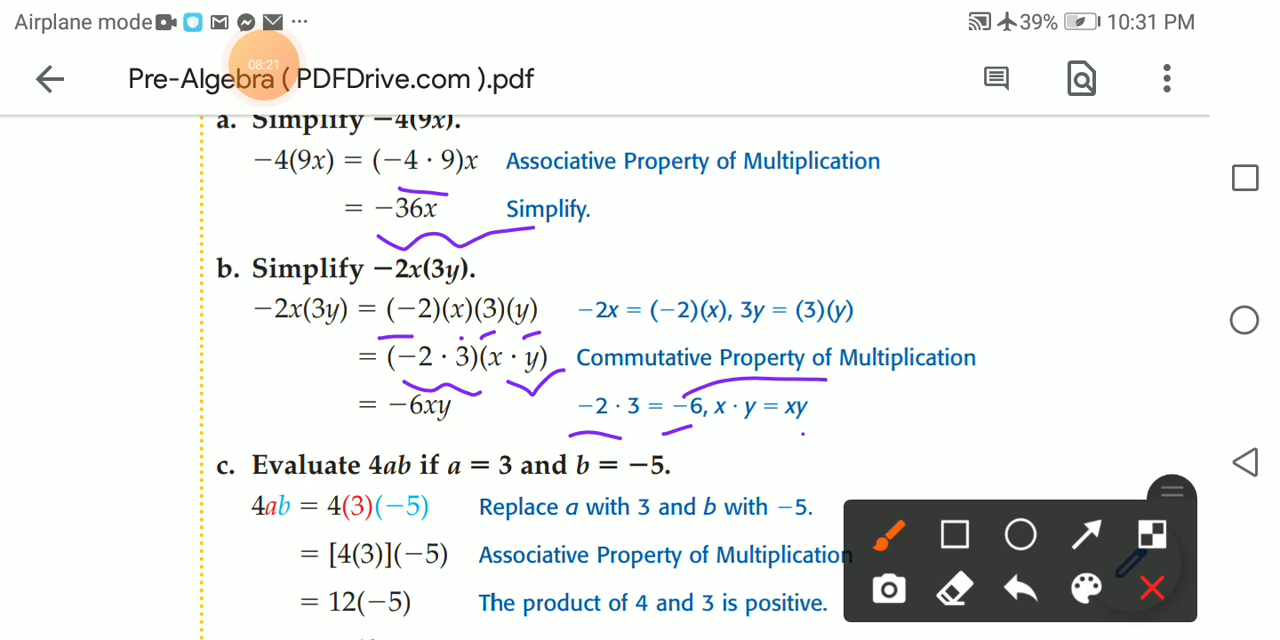 Airplane mode ... 39% 10:31 PM
08:21
Pre-Algebra ( PDFDrive.com ).pdf
a. Simplify −4(9x).
−4(9x) = (−4 · 9)x Associative Property of Multiplication
= −36x Simplify.
b. Simplify −2x(3y).
−2x(3y) = (−2)(x)(3)(y) −2x = (−2)(x), 3y = (3)(y)
= (−2 · 3)(x · y) Commutative Property of Multiplication
= −6xy −2 · 3 = −6, x · y = xy
c. Evaluate 4ab if a = 3 and b = −5.
4ab = 4(3)(−5) Replace a with 3 and b with −5.
= [4(3)](−5) Associative Property of Multiplication
= 12(−5) The product of 4 and 3 is positive.